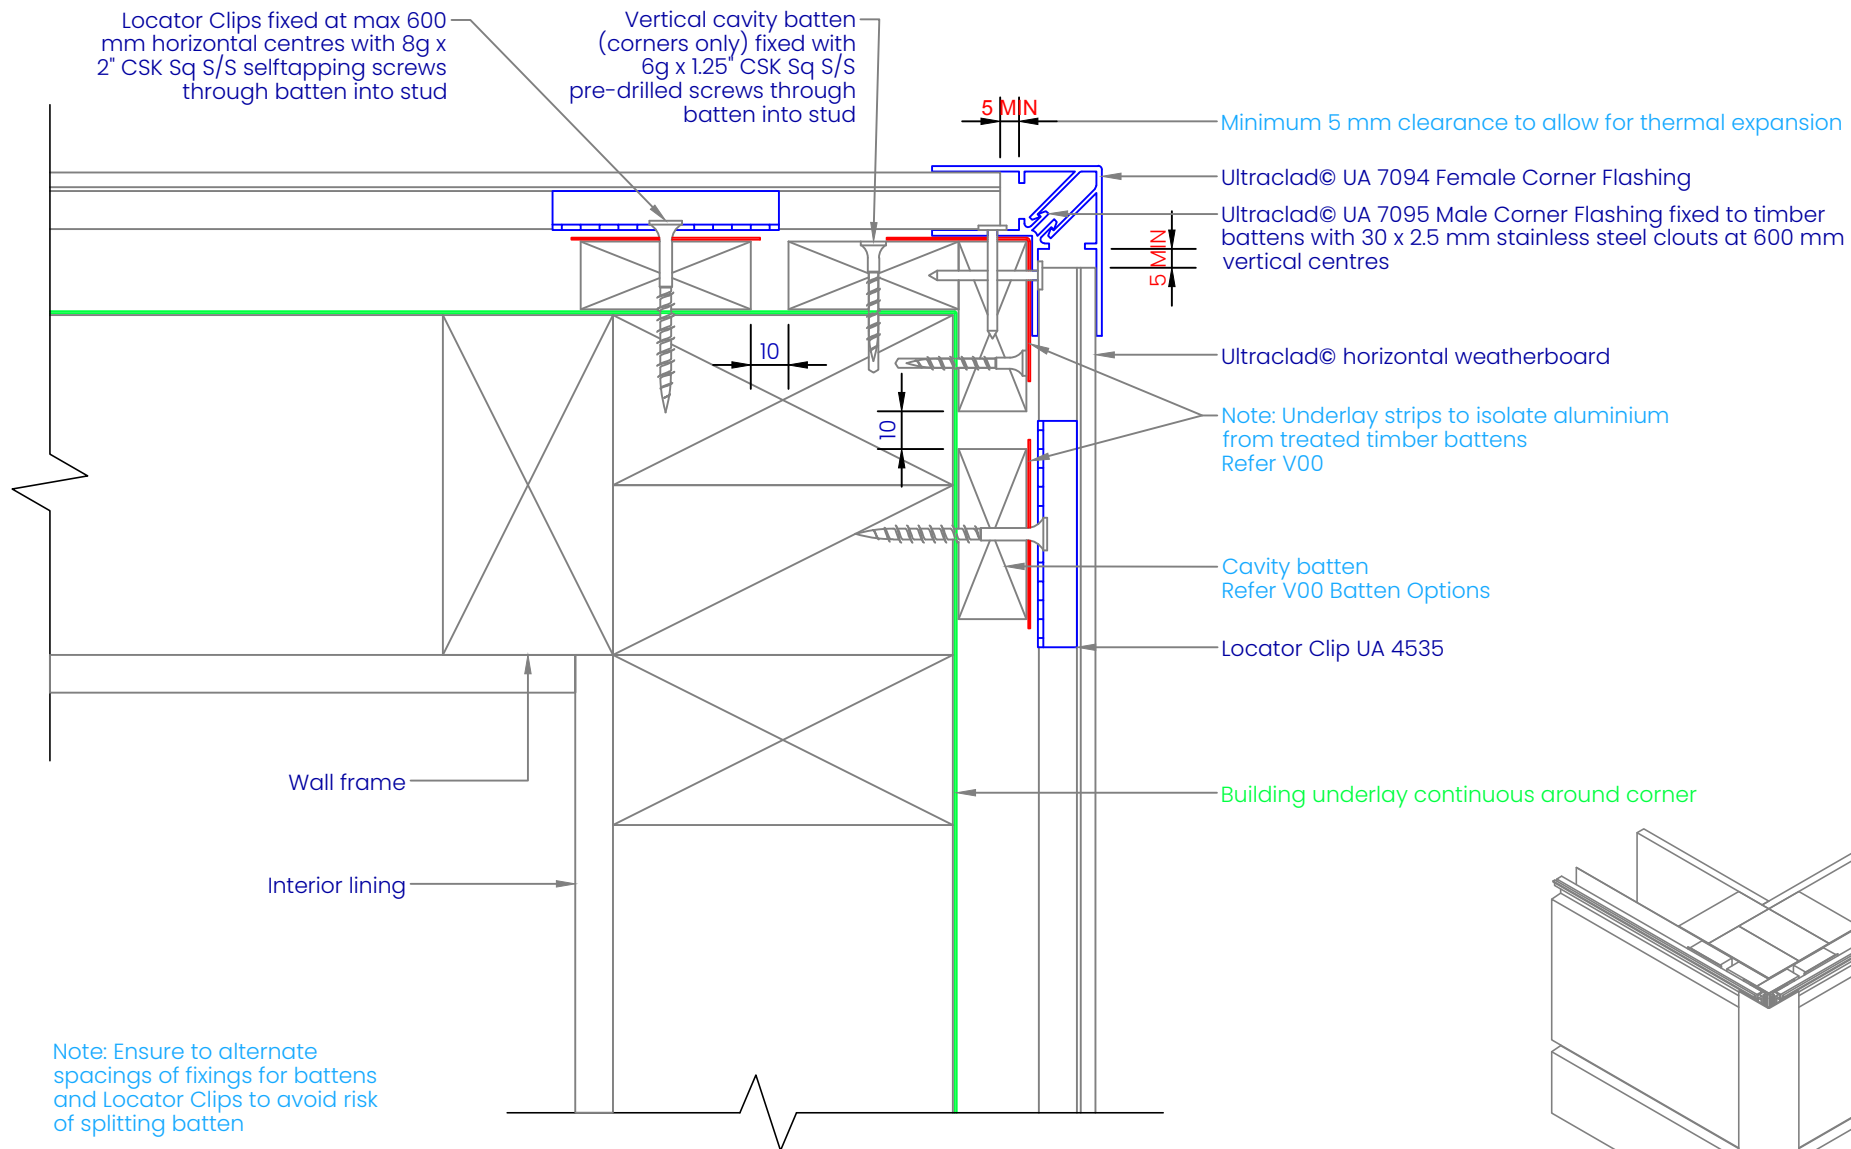 Locator Clips fixed at max 600
mm horizontal centres with 8g x
2" CSK Sq S/S selftapping screws
through batten into stud
Vertical cavity batten
(corners only) fixed with
6g x 1.25" CSK Sq S/S
pre-drilled screws through
batten into stud
5 MIN
Minimum 5 mm clearance to allow for thermal expansion
Ultraclad© UA 7094 Female Corner Flashing
Ultraclad© UA 7095 Male Corner Flashing fixed to timber
battens with 30 x 2.5 mm stainless steel clouts at 600 mm
vertical centres
5 MIN
Ultraclad© horizontal weatherboard
10
10
Note: Underlay strips to isolate aluminium
from treated timber battens
Refer V00
Cavity batten
Refer V00 Batten Options
Locator Clip UA 4535
Wall frame
Building underlay continuous around corner
Interior lining
Note: Ensure to alternate
spacings of fixings for battens
and Locator Clips to avoid risk
of splitting batten